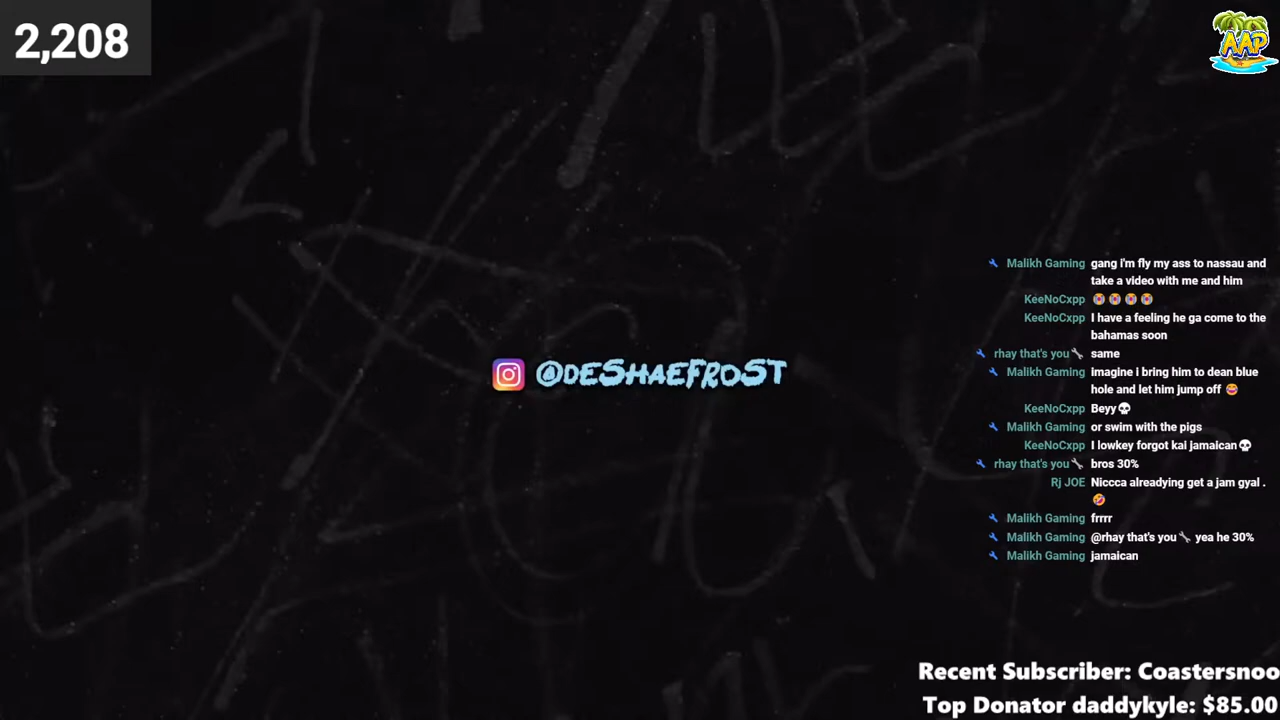 2,208
AAP
Malikh Gaming gang i'm fly my ass to nassau and
take a video with me and him
KeeNoCxpp 😭😭😭😭
KeeNoCxpp I have a feeling he ga come to the
bahamas soon
rhay that's you🔧 same
Malikh Gaming imagine i bring him to dean blue
hole and let him jump off 😂
@DESHAEFROST
KeeNoCxpp Beyy💀
Malikh Gaming or swim with the pigs
KeeNoCxpp I lowkey forgot kai jamaican💀
rhay that's you🔧 bros 30%
Rj JOE Niccca alreadying get a jam gyal .
🤣
Malikh Gaming frrrr
Malikh Gaming @rhay that's you🔧 yea he 30%
Malikh Gaming jamaican
Recent Subscriber: Coastersnoo
Top Donator daddykyle: $85.00